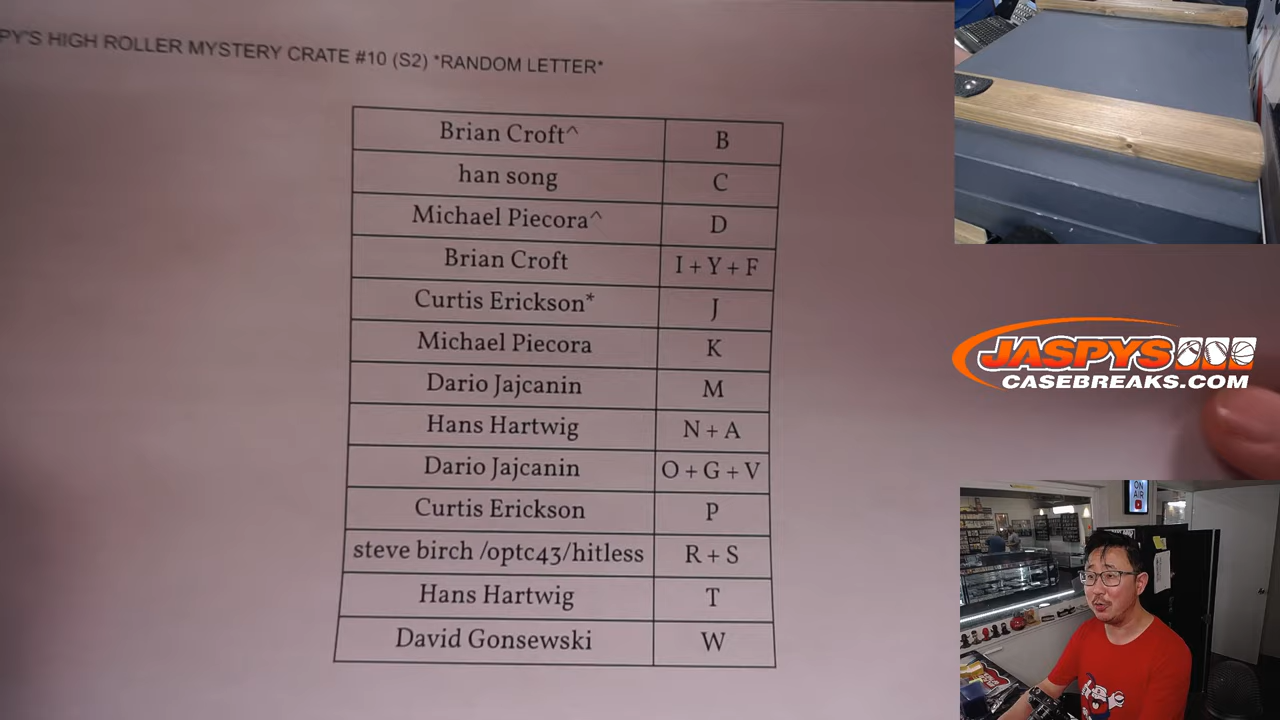 PY'S HIGH ROLLER MYSTERY CRATE #10 (S2) *RANDOM LETTER*
Brian Croft^ B
han song C
Michael Piecora^ D
Brian Croft I + Y + F
Curtis Erickson* J
Michael Piecora K
Dario Jajcanin M
Hans Hartwig N + A
Dario Jajcanin O + G + V
Curtis Erickson P
steve birch /optc43/hitless R + S
Hans Hartwig T
David Gonsewski W
JASPYS
CASEBREAKS.COM
ON
AIR